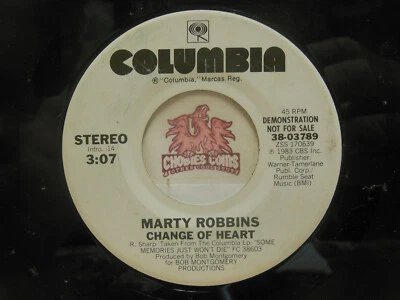 COLUMBIA
® "Columbia," Marcas Reg.
STEREO
Intro. :14
3:07
45 RPM
DEMONSTRATION
NOT FOR SALE
38-03789
ZSS 170639
℗ 1983 CBS Inc.
Publisher:
Warner-Tamerlane
Publ. Corp./
Rumble Seat
Music (BMI)
CHOBIES COINS
MARTY ROBBINS
CHANGE OF HEART
-R. Sharp- Taken From The Columbia Lp: "SOME
MEMORIES JUST WON'T DIE" FC 38603
Produced by Bob Montgomery
for BOB MONTGOMERY PRODUCTIONS